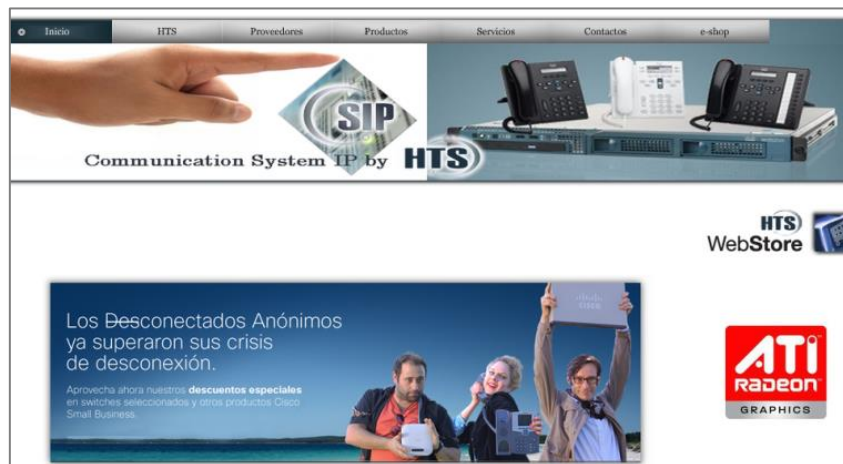 Inicio
HTS
Proveedores
Productos
Servicios
Contactos
e-shop
SIP
Communication System IP by HTS
HTS
WebStore
Los Desconectados Anónimos
ya superaron sus crisis
de desconexión.
Aprovecha ahora nuestros descuentos especiales
en switches seleccionados y otros productos Cisco
Small Business.
CISCO
ATI
RADEON
GRAPHICS